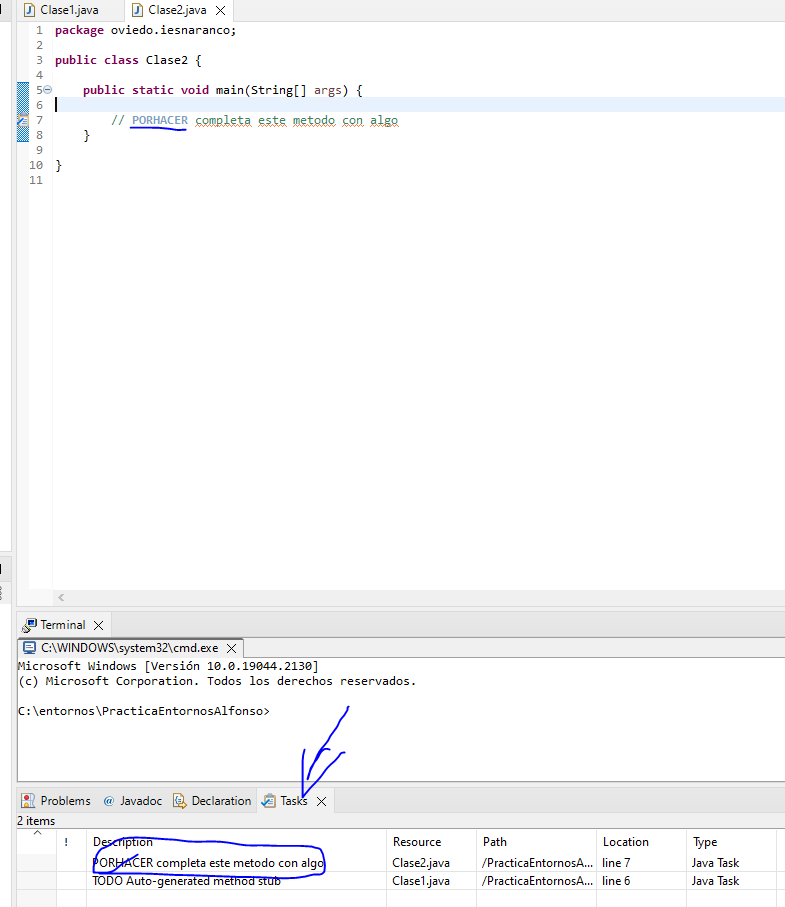 Clase1.java Clase2.java
1 package oviedo.iesnaranco;
2
3 public class Clase2 {
4
5 public static void main(String[] args) {
6
7 // PORHACER completa este metodo con algo
8 }
9
10 }
11
Terminal
C:\WINDOWS\system32\cmd.exe
Microsoft Windows [Versión 10.0.19044.2130]
(c) Microsoft Corporation. Todos los derechos reservados.
C:\entornos\PracticaEntornosAlfonso>
Problems @ Javadoc Declaration Tasks
2 items
! Description Resource Path Location Type
PORHACER completa este metodo con algo Clase2.java /PracticaEntornosA... line 7 Java Task
TODO Auto-generated method stub Clase1.java /PracticaEntornosA... line 6 Java Task